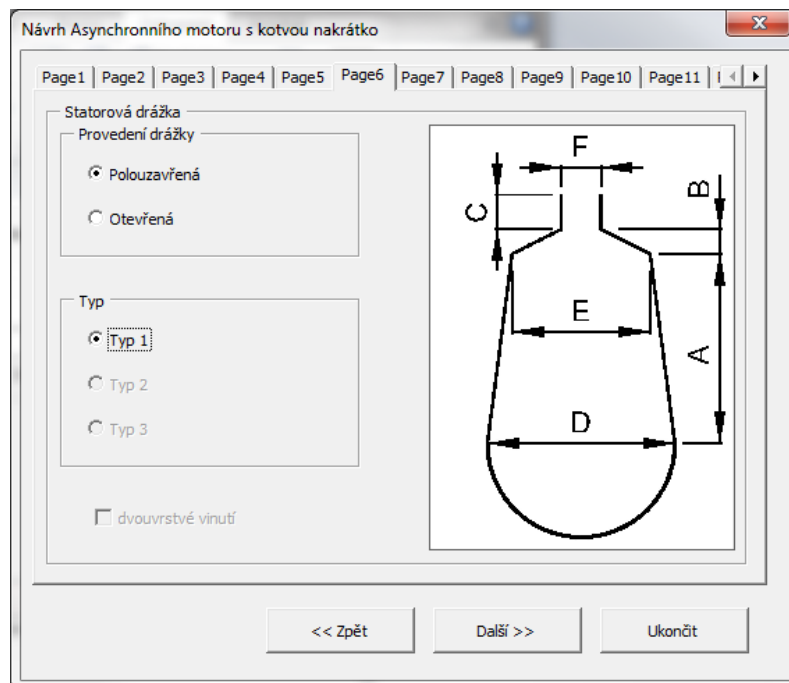 Návrh Asynchronního motoru s kotvou nakrátko
Page1 Page2 Page3 Page4 Page5 Page6 Page7 Page8 Page9 Page10 Page11
Statorová drážka
Provedení drážky
Polouzavřená
Otevřená
Typ
Typ 1
Typ 2
Typ 3
dvouvrstvé vinutí
F
B
C
E
A
D
<< Zpět
Další >>
Ukončit